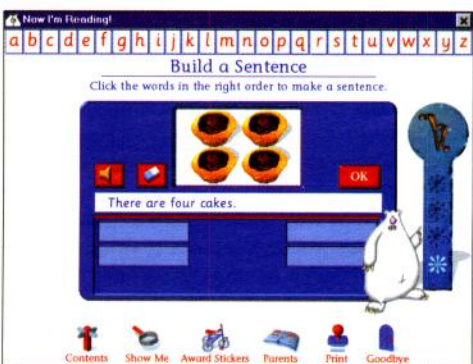 Now I'm Reading!
a b c d e f g h i j k l m n o p q r s t u v w x y z
Build a Sentence
Click the words in the right order to make a sentence.
OK
There are four cakes.
Contents Show Me Award Stickers Parents Print Goodbye